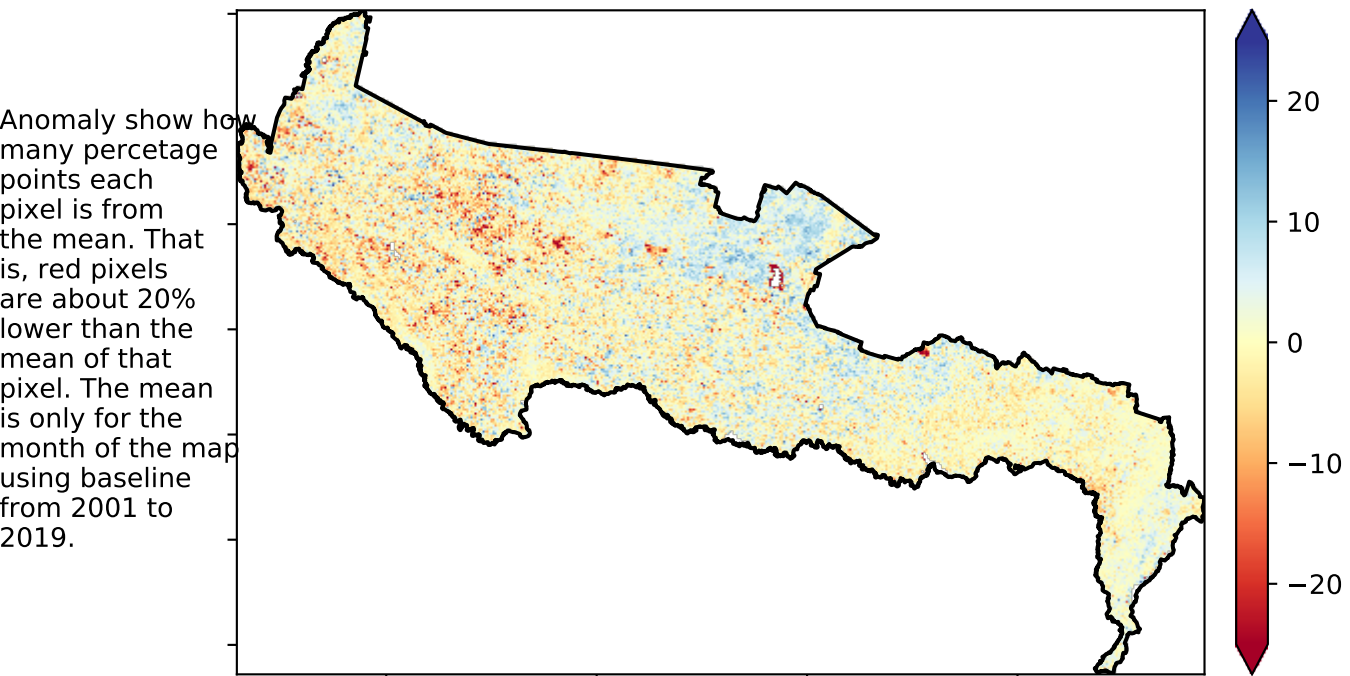 Anomaly show how
many percetage
points each
pixel is from
the mean. That
is, red pixels
are about 20%
lower than the
mean of that
pixel. The mean
is only for the
month of the map
using baseline
from 2001 to
2019.
20
10
0
−10
−20